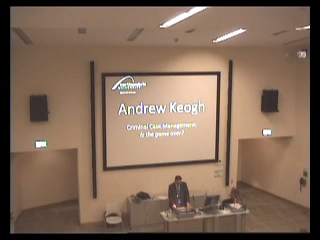 Andrew Keogh
Criminal Case Management:
Is the game over?